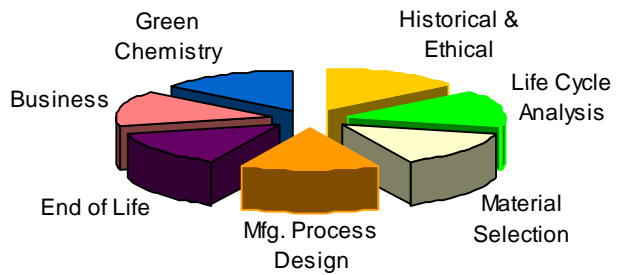 Green
Chemistry
Historical &
Ethical
Business
Life Cycle
Analysis
End of Life
Mfg. Process
Design
Material
Selection